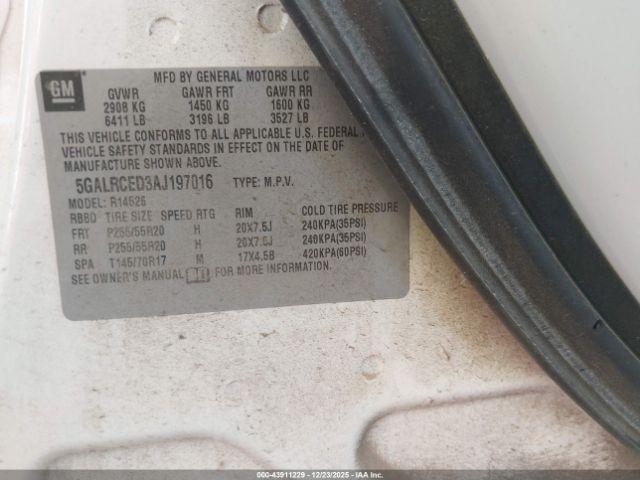 GM
MFD BY GENERAL MOTORS LLC
GVWR GAWR FRT GAWR RR
2908 KG 1450 KG 1600 KG
6411 LB 3196 LB 3527 LB
THIS VEHICLE CONFORMS TO ALL APPLICABLE U.S. FEDERAL
VEHICLE SAFETY STANDARDS IN EFFECT ON THE DATE OF
MANUFACTURE SHOWN ABOVE.
5GALRCED3AJ197016 TYPE: M.P.V.
MODEL: R14526
RBBO TIRE SIZE SPEED RTG RIM COLD TIRE PRESSURE
FRT P255/55R20 H 20X7.5J 240KPA(35PSI)
RR P255/55R20 H 20X7.5J 240KPA(35PSI)
SPA T145/70R17 M 17X4.5B 420KPA(60PSI)
SEE OWNER'S MANUAL FOR MORE INFORMATION.
000-43911229 - 12/23/2025 - IAA Inc.